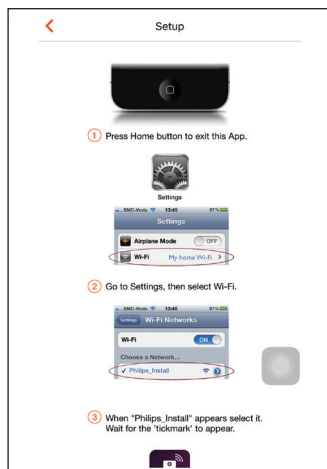 Setup
1 Press Home button to exit this App.
Settings
SMC-Voda 13:45 97%
Settings
Airplane Mode OFF
Wi-Fi My home Wi-Fi
2 Go to Settings, then select Wi-Fi.
SMC-Voda 13:45 97%
Settings Wi-Fi Networks
Wi-Fi ON
Choose a Network...
✓ Philips_Install
3 When "Philips_Install" appears select it.
Wait for the 'tickmark' to appear.